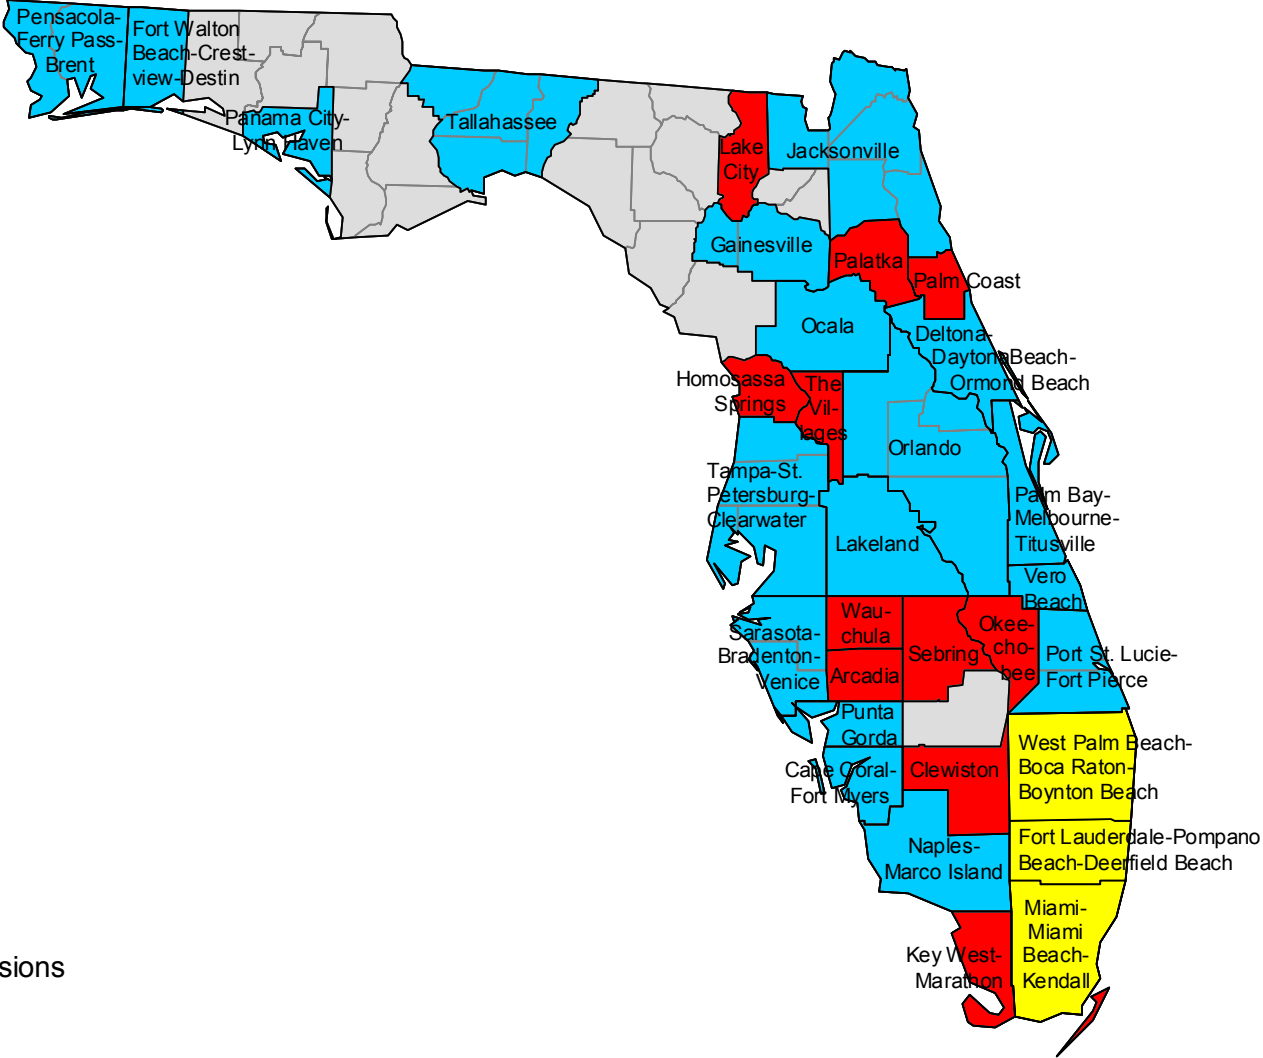 Pensacola-
Ferry Pass-
Brent
Fort Walton
Beach-Crest-
view-Destin
Panama City-
Lynn Haven
Tallahassee
Lake
City
Jacksonville
Gainesville
Palatka
Palm Coast
Ocala
Deltona-
DaytonaBeach-
Ormond Beach
Homosassa
Springs
The
Vil-
lages
Orlando
Tampa-St.
Petersburg-
Clearwater
Lakeland
Palm Bay-
Melbourne-
Titusville
Vero
Beach
Wau-
chula
Sarasota-
Bradenton-
Venice
Arcadia
Sebring
Okee-
cho-
bee
Port St. Lucie-
Fort Pierce
Punta
Gorda
Cape Coral-
Fort Myers
Clewiston
West Palm Beach-
Boca Raton-
Boynton Beach
Fort Lauderdale-Pompano
Beach-Deerfield Beach
Naples-
Marco Island
Miami-
Miami
Beach-
Kendall
Key West-
Marathon
sions